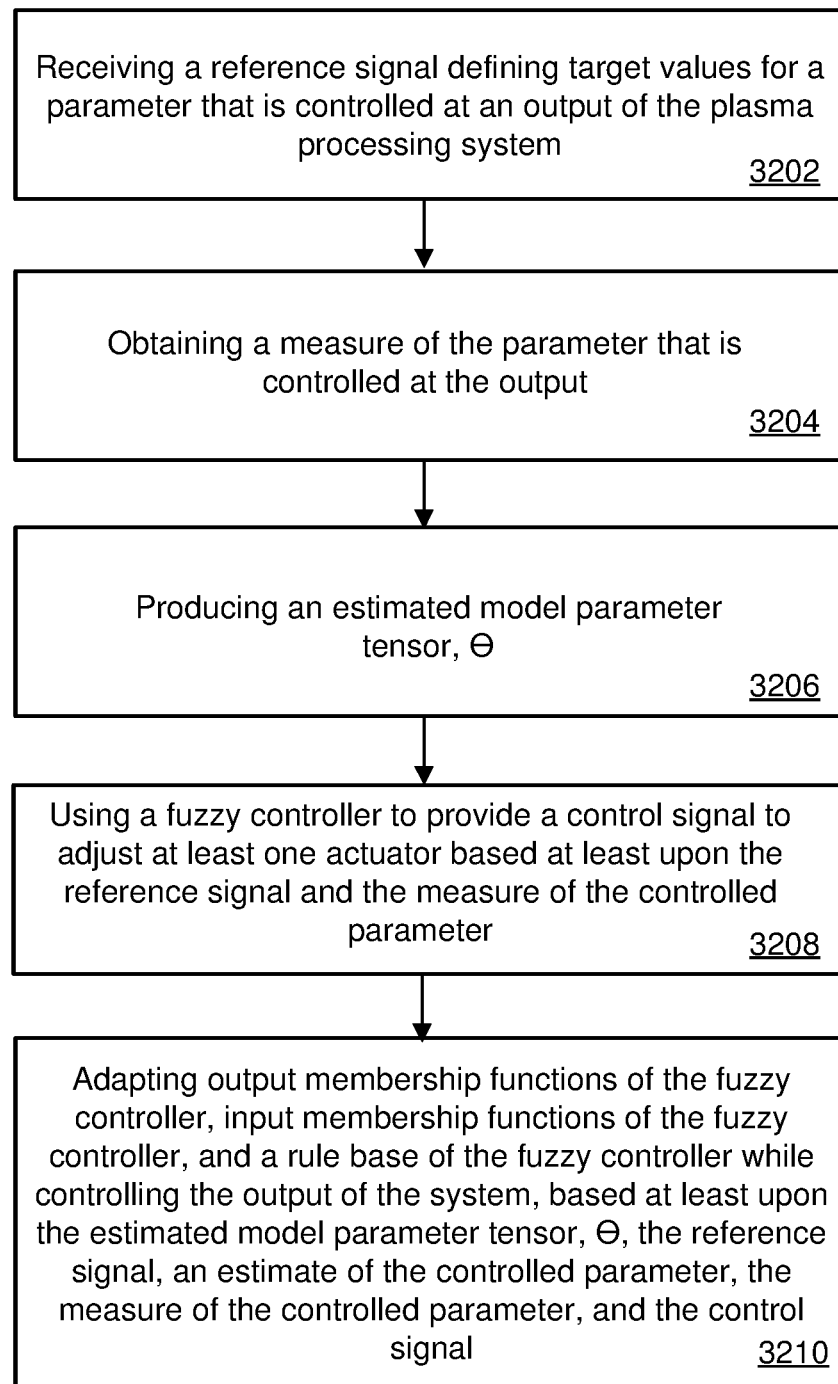 Receiving a reference signal defining target values for a
parameter that is controlled at an output of the plasma
processing system
3202
Obtaining a measure of the parameter that is
controlled at the output
3204
Producing an estimated model parameter
tensor, ϴ
3206
Using a fuzzy controller to provide a control signal to
adjust at least one actuator based at least upon the
reference signal and the measure of the controlled
parameter
3208
Adapting output membership functions of the fuzzy
controller, input membership functions of the fuzzy
controller, and a rule base of the fuzzy controller while
controlling the output of the system, based at least upon
the estimated model parameter tensor, ϴ, the reference
signal, an estimate of the controlled parameter, the
measure of the controlled parameter, and the control
signal
3210